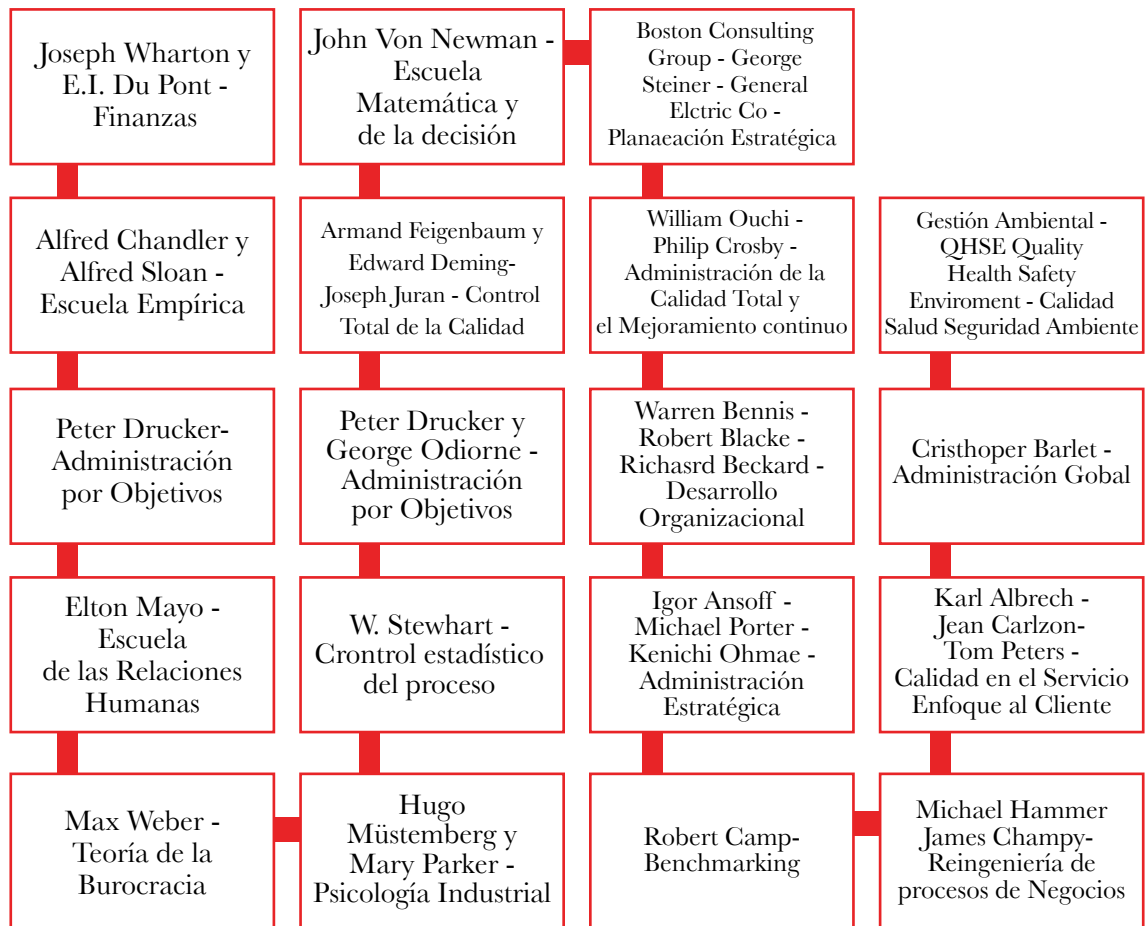 Joseph Wharton y
E.I. Du Pont -
Finanzas
Alfred Chandler y
Alfred Sloan -
Escuela Empírica
Peter Drucker-
Administración
por Objetivos
Elton Mayo -
Escuela
de las Relaciones
Humanas
Max Weber -
Teoría de la
Burocracia
Hugo
Müstemberg y
Mary Parker -
Psicología Industrial
W. Stewhart -
Crontrol estadístico
del proceso
Peter Drucker y
George Odiorne -
Administración
por Objetivos
Armand Feigenbaum y
Edward Deming-
Joseph Juran - Control
Total de la Calidad
John Von Newman -
Escuela
Matemática y
de la decisión
Boston Consulting
Group - George
Steiner - General
Elctric Co -
Planaeación Estratégica
William Ouchi -
Philip Crosby -
Administración de la
Calidad Total y
el Mejoramiento continuo
Warren Bennis -
Robert Blacke -
Richasrd Beckard -
Desarrollo
Organizacional
Igor Ansoff -
Michael Porter -
Kenichi Ohmae -
Administración
Estratégica
Robert Camp-
Benchmarking
Michael Hammer
James Champy-
Reingeniería de
procesos de Negocios
Karl Albrech -
Jean Carlzon-
Tom Peters -
Calidad en el Servicio
Enfoque al Cliente
Cristhoper Barlet -
Administración Gobal
Gestión Ambiental -
QHSE Quality
Health Safety
Enviroment - Calidad
Salud Seguridad Ambiente